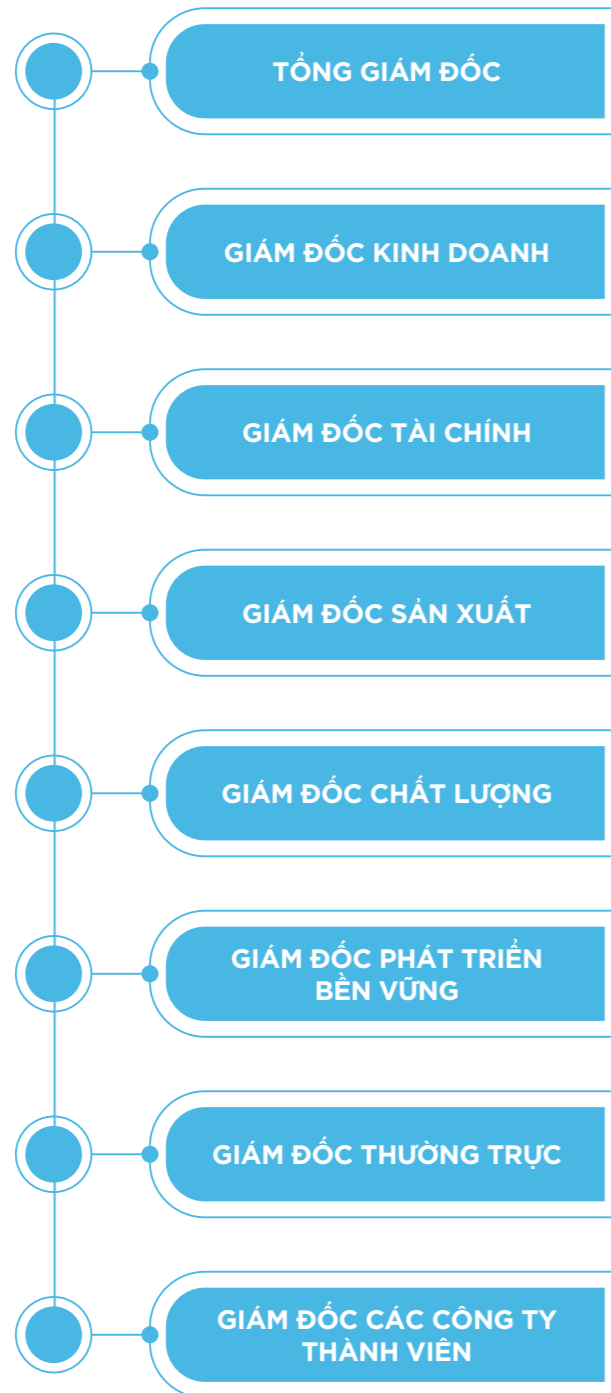 TỔNG GIÁM ĐỐC
GIÁM ĐỐC KINH DOANH
GIÁM ĐỐC TÀI CHÍNH
GIÁM ĐỐC SẢN XUẤT
GIÁM ĐỐC CHẤT LƯỢNG
GIÁM ĐỐC PHÁT TRIỂN
BỀN VỮNG
GIÁM ĐỐC THƯỜNG TRỰC
GIÁM ĐỐC CÁC CÔNG TY
THÀNH VIÊN